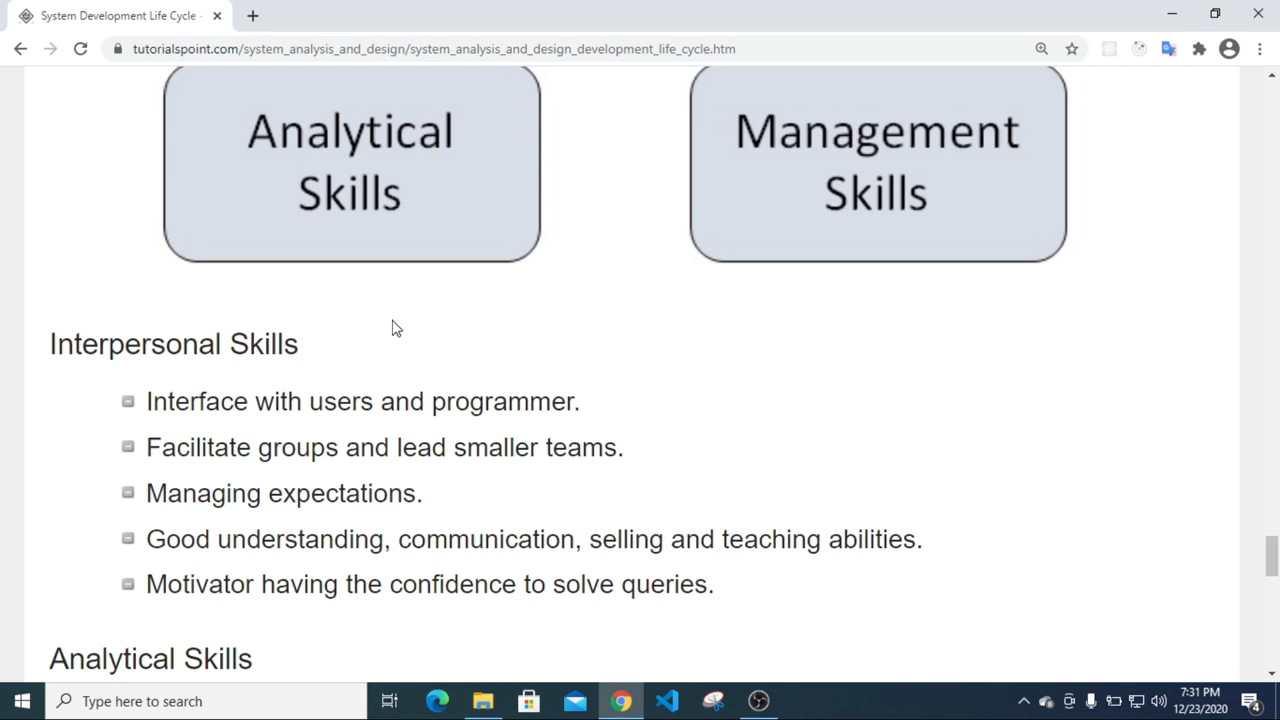 System Development Life Cycle -
tutorialspoint.com/system_analysis_and_design/system_analysis_and_design_development_life_cycle.htm
Analytical
Skills
Management
Skills
Interpersonal Skills
Interface with users and programmer.
Facilitate groups and lead smaller teams.
Managing expectations.
Good understanding, communication, selling and teaching abilities.
Motivator having the confidence to solve queries.
Analytical Skills
Type here to search
7:31 PM
12/23/2020
4